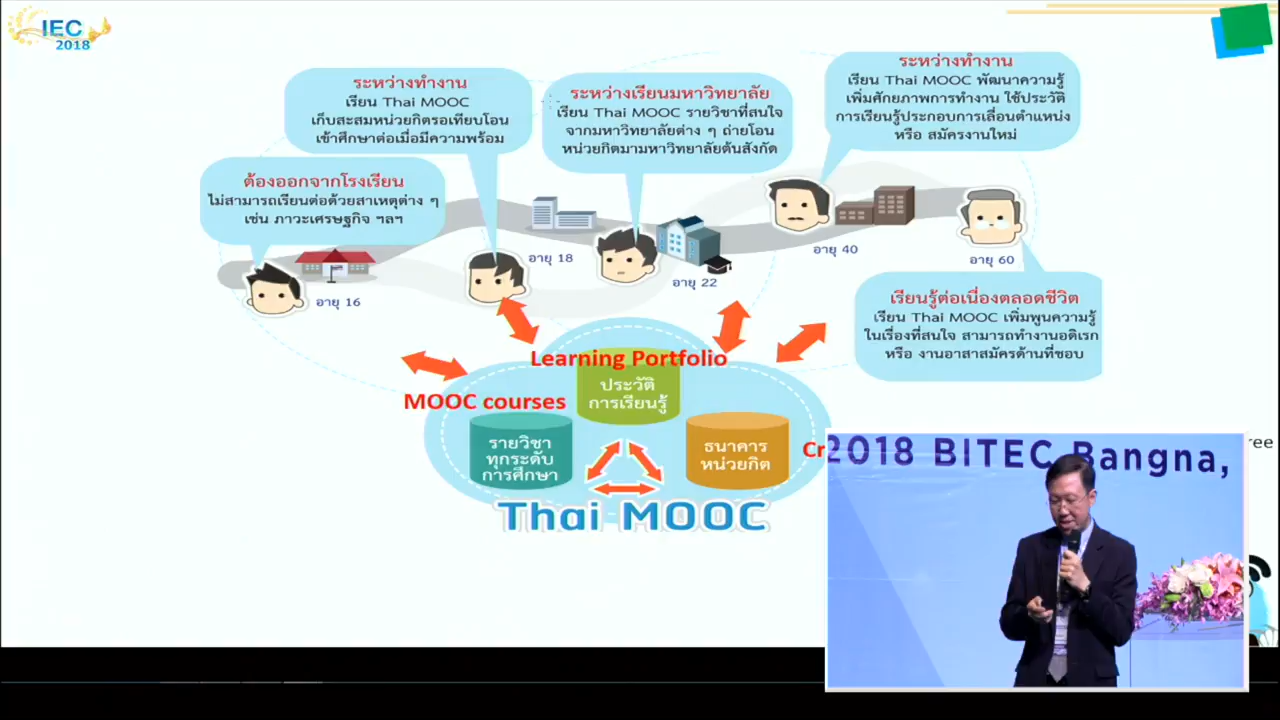 IEC
2018
ระหว่างทำงาน
เรียน Thai MOOC
เก็บสะสมหน่วยกิตรอเทียบโอน
เข้าศึกษาต่อเมื่อมีความพร้อม
ระหว่างเรียนมหาวิทยาลัย
เรียน Thai MOOC รายวิชาที่สนใจ
จากมหาวิทยาลัยต่าง ๆ ถ่ายโอน
หน่วยกิตมามหาวิทยาลัยต้นสังกัด
ระหว่างทำงาน
เรียน Thai MOOC พัฒนาความรู้
เพิ่มศักยภาพการทำงาน ใช้ประวัติ
การเรียนรู้ประกอบการเลื่อนตำแหน่ง
หรือ สมัครงานใหม่
ต้องออกจากโรงเรียน
ไม่สามารถเรียนต่อด้วยสาเหตุต่าง ๆ
เช่น ภาวะเศรษฐกิจ ฯลฯ
อายุ 16
อายุ 18
อายุ 22
อายุ 40
อายุ 60
เรียนรู้ต่อเนื่องตลอดชีวิต
เรียน Thai MOOC เพิ่มพูนความรู้
ในเรื่องที่สนใจ สามารถทำงานอดิเรก
หรือ งานอาสาสมัครด้านที่ชอบ
Learning Portfolio
ประวัติ
การเรียนรู้
MOOC courses
รายวิชา
ทุกระดับ
การศึกษา
ธนาคาร
หน่วยกิต
Cr
ree
Thai MOOC
2018 BITEC Bangna,